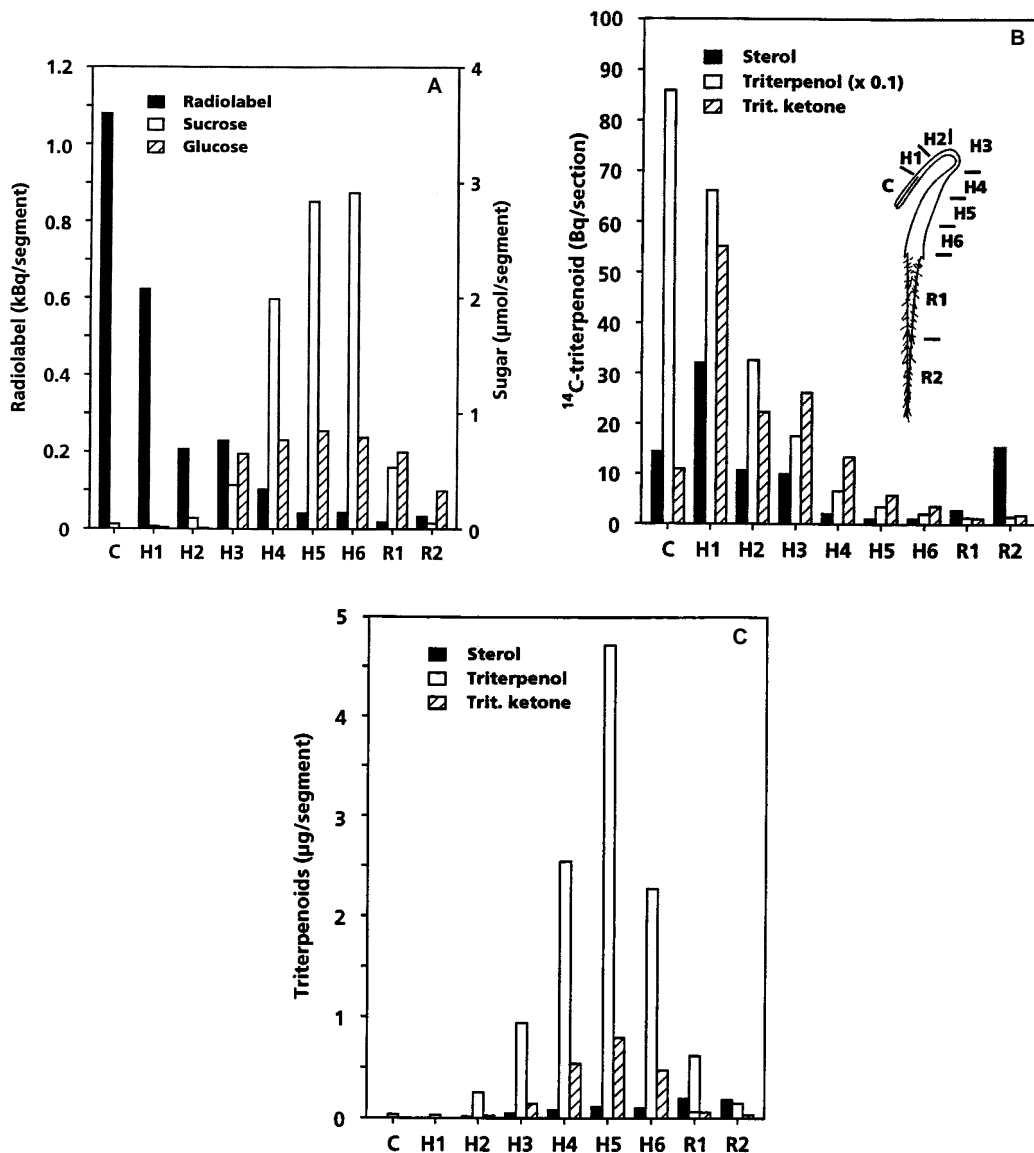 A
Radiolabel
Sucrose
Glucose
Radiolabel (kBq/segment)
1.2
1.0
0.8
0.6
0.4
0.2
0
Sugar (µmol/segment)
4
3
2
1
0
C H1 H2 H3 H4 H5 H6 R1 R2
B
Sterol
Triterpenol (x 0.1)
Trit. ketone
¹⁴C-triterpenoid (Bq/section)
100
90
80
70
60
50
40
30
20
10
0
C
H1
H2
H3
H4
H5
H6
R1
R2
C H1 H2 H3 H4 H5 H6 R1 R2
C
Sterol
Triterpenol
Trit. ketone
Triterpenoids (µg/segment)
5
4
3
2
1
0
C H1 H2 H3 H4 H5 H6 R1 R2